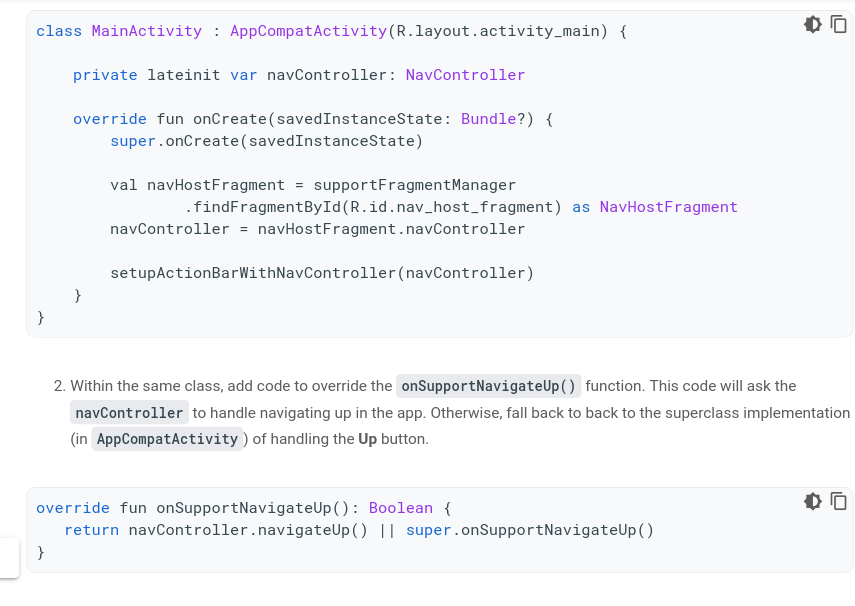 class MainActivity : AppCompatActivity(R.layout.activity_main) {
private lateinit var navController: NavController
override fun onCreate(savedInstanceState: Bundle?) {
super.onCreate(savedInstanceState)
val navHostFragment = supportFragmentManager
.findFragmentById(R.id.nav_host_fragment) as NavHostFragment
navController = navHostFragment.navController
setupActionBarWithNavController(navController)
}
}
2. Within the same class, add code to override the onSupportNavigateUp() function. This code will ask the
navController to handle navigating up in the app. Otherwise, fall back to back to the superclass implementation
(in AppCompatActivity) of handling the Up button.
override fun onSupportNavigateUp(): Boolean {
return navController.navigateUp() || super.onSupportNavigateUp()
}